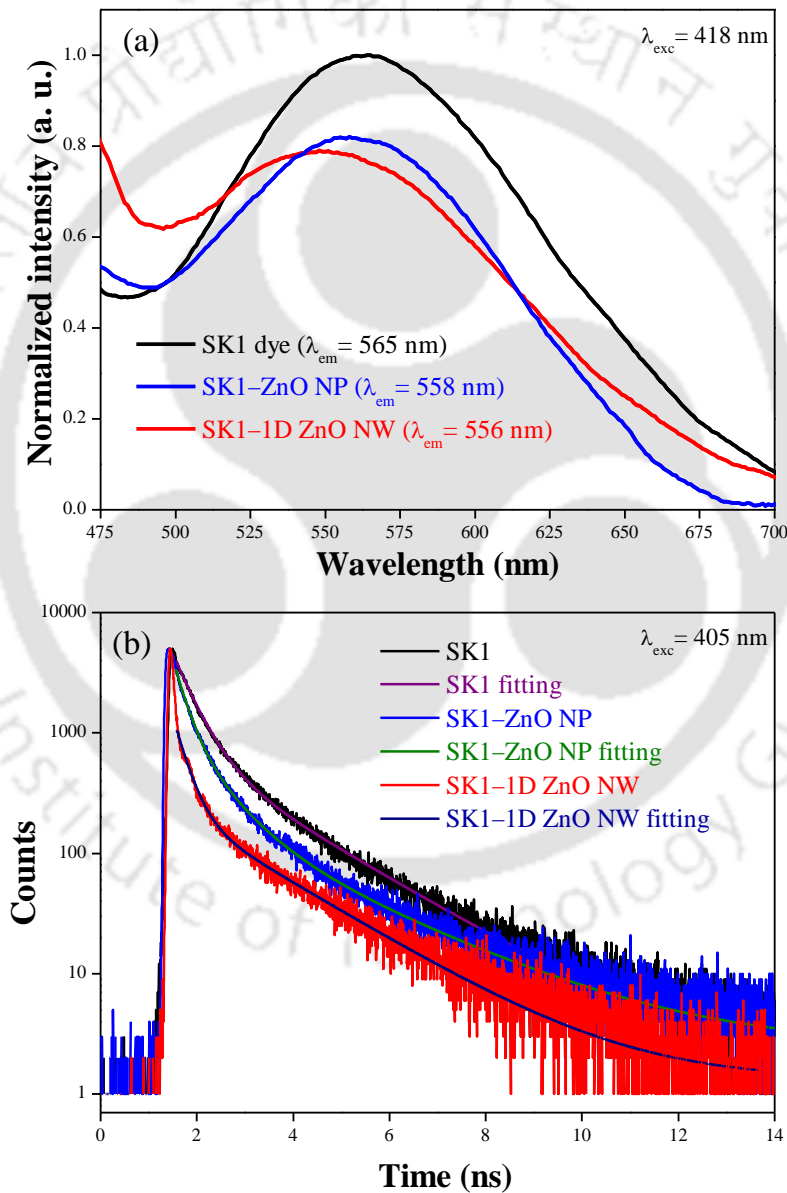 (a)
λexc= 418 nm
Normalized intensity (a. u.)
1.0
0.8
0.6
0.4
0.2
0.0
SK1 dye (λem= 565 nm)
SK1–ZnO NP (λem= 558 nm)
SK1–1D ZnO NW (λem= 556 nm)
475 500 525 550 575 600 625 650 675 700
Wavelength (nm)
(b)
λexc= 405 nm
Counts
10000
1000
100
10
1
SK1
SK1 fitting
SK1–ZnO NP
SK1–ZnO NP fitting
SK1–1D ZnO NW
SK1–1D ZnO NW fitting
0 2 4 6 8 10 12 14
Time (ns)
Institute of Technology